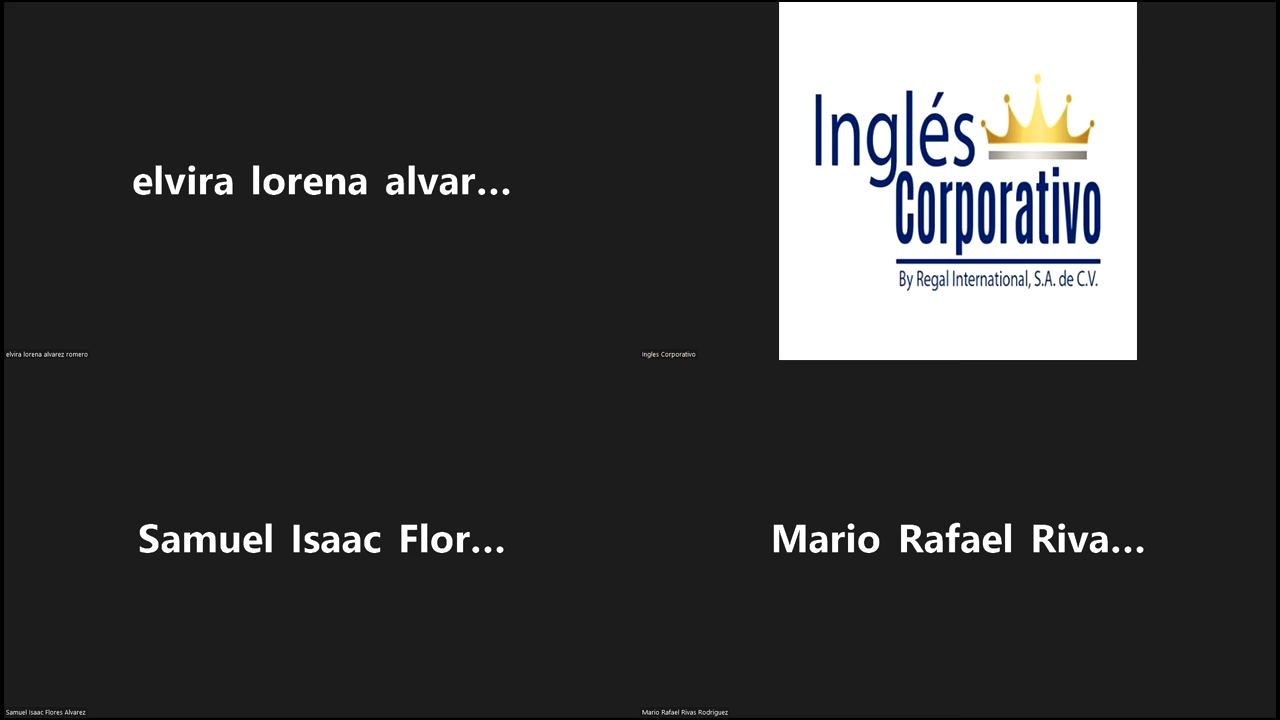 elvira lorena alvar...
elvira lorena alvarez romero
Inglés
Corporativo
By Regal International, S.A. de C.V.
Ingles Corporativo
Samuel Isaac Flor...
Samuel Isaac Flores Alvarez
Mario Rafael Riva...
Mario Rafael Rivas Rodriguez